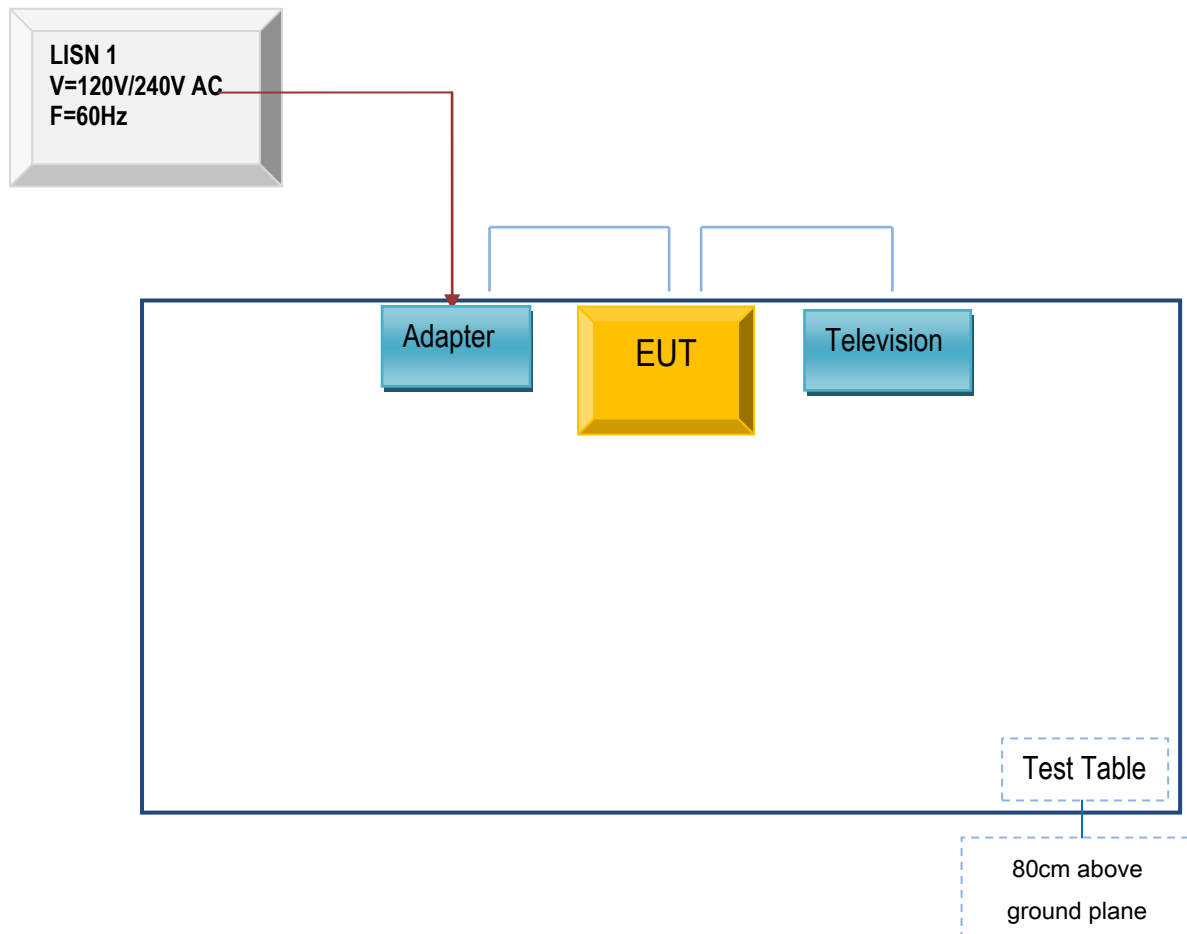 LISN 1
V=120V/240V AC
F=60Hz
Adapter
EUT
Television
Test Table
80cm above
ground plane